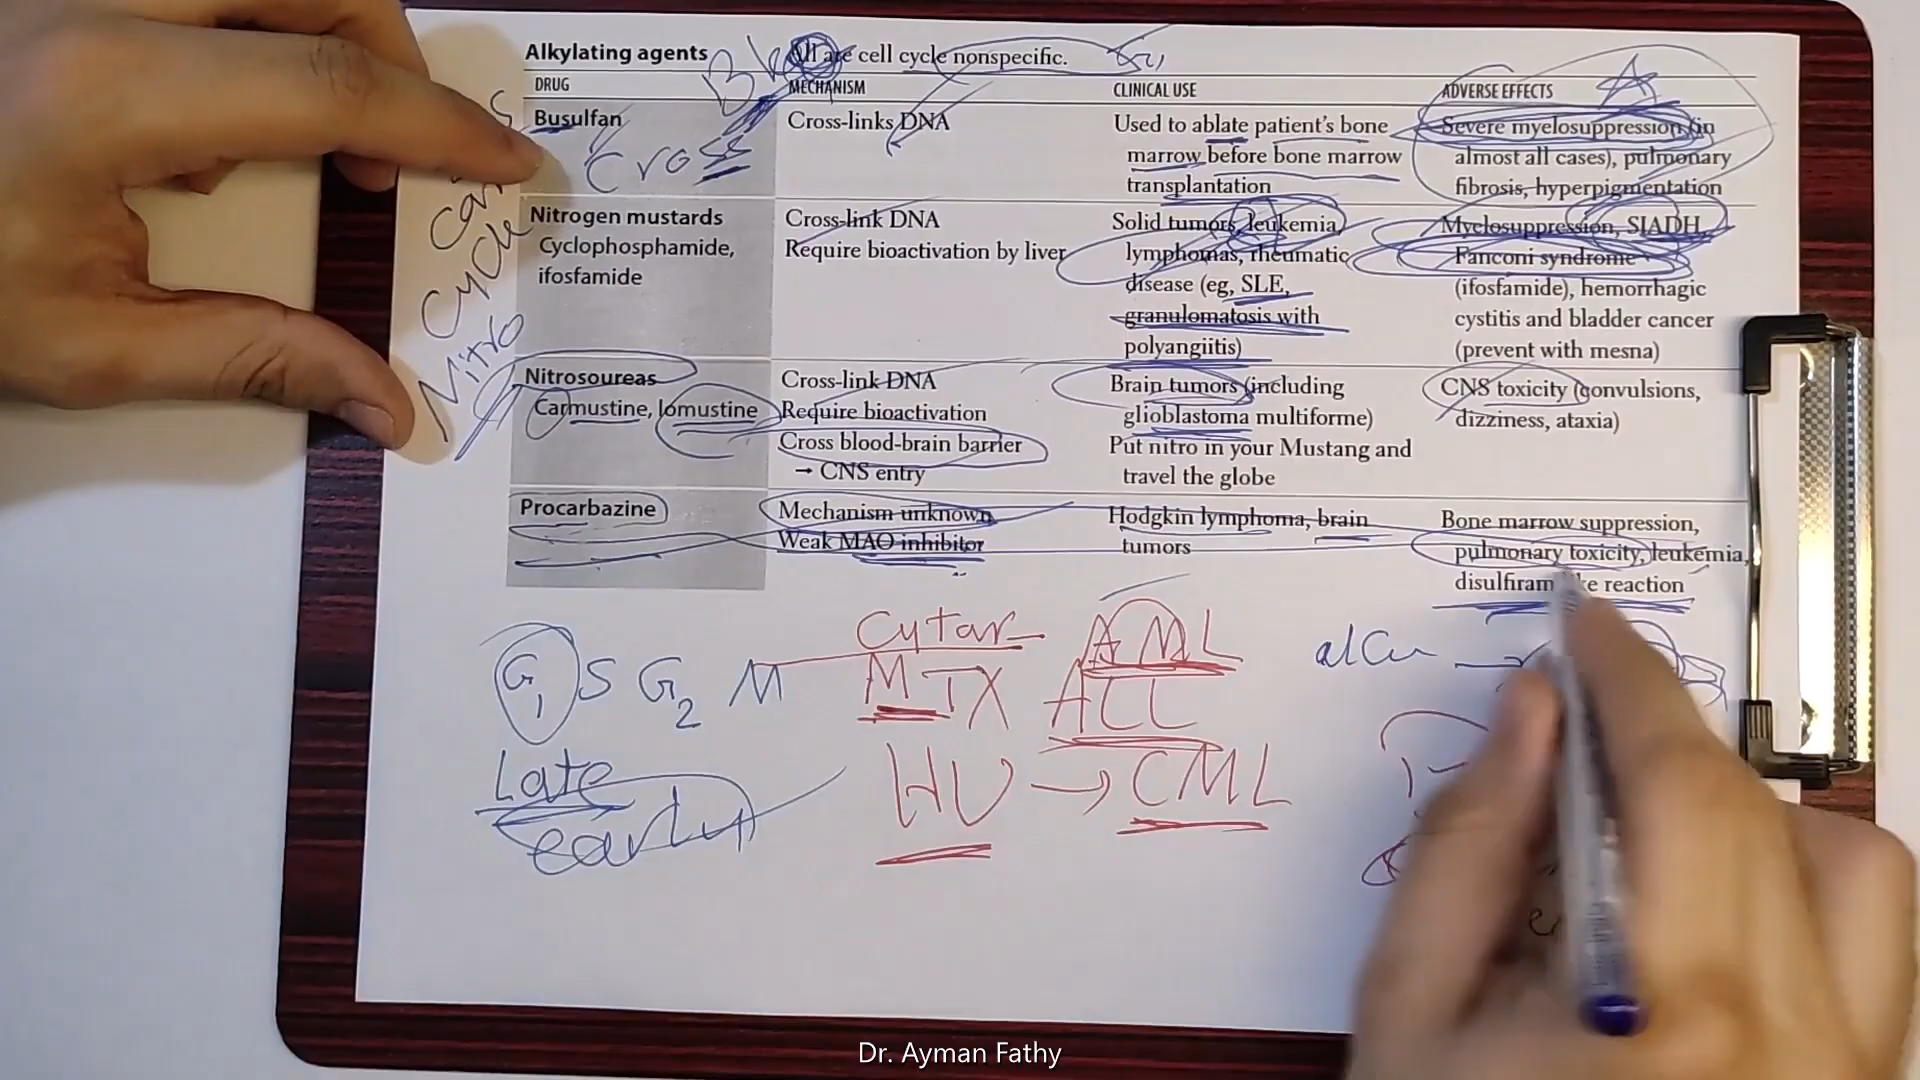 Alkylating agents All are cell cycle nonspecific.
DRUG MECHANISM CLINICAL USE ADVERSE EFFECTS
Busulfan
Cross
Cross-links DNA
Used to ablate patient's bone
marrow before bone marrow
transplantation
Severe myelosuppression (in
almost all cases), pulmonary
fibrosis, hyperpigmentation
Nitrogen mustards
Cyclophosphamide,
ifosfamide
Cross-link DNA
Require bioactivation by liver
Solid tumors, leukemia,
lymphomas, rheumatic
disease (eg, SLE,
granulomatosis with
polyangiitis)
Myelosuppression, SIADH,
Fanconi syndrome
(ifosfamide), hemorrhagic
cystitis and bladder cancer
(prevent with mesna)
Nitrosoureas
Carmustine, lomustine
Cross-link DNA
Require bioactivation
Cross blood-brain barrier
→ CNS entry
Brain tumors (including
glioblastoma multiforme)
Put nitro in your Mustang and
travel the globe
CNS toxicity (convulsions,
dizziness, ataxia)
Procarbazine
Mechanism unknown
Weak MAO inhibitor
Hodgkin lymphoma, brain
tumors
Bone marrow suppression,
pulmonary toxicity, leukemia,
disulfiram reaction
Cycle
Nitro
G1 S G2 M
Late
early
Cytar AML
MTX ALL
HU → CML
Dr. Ayman Fathy